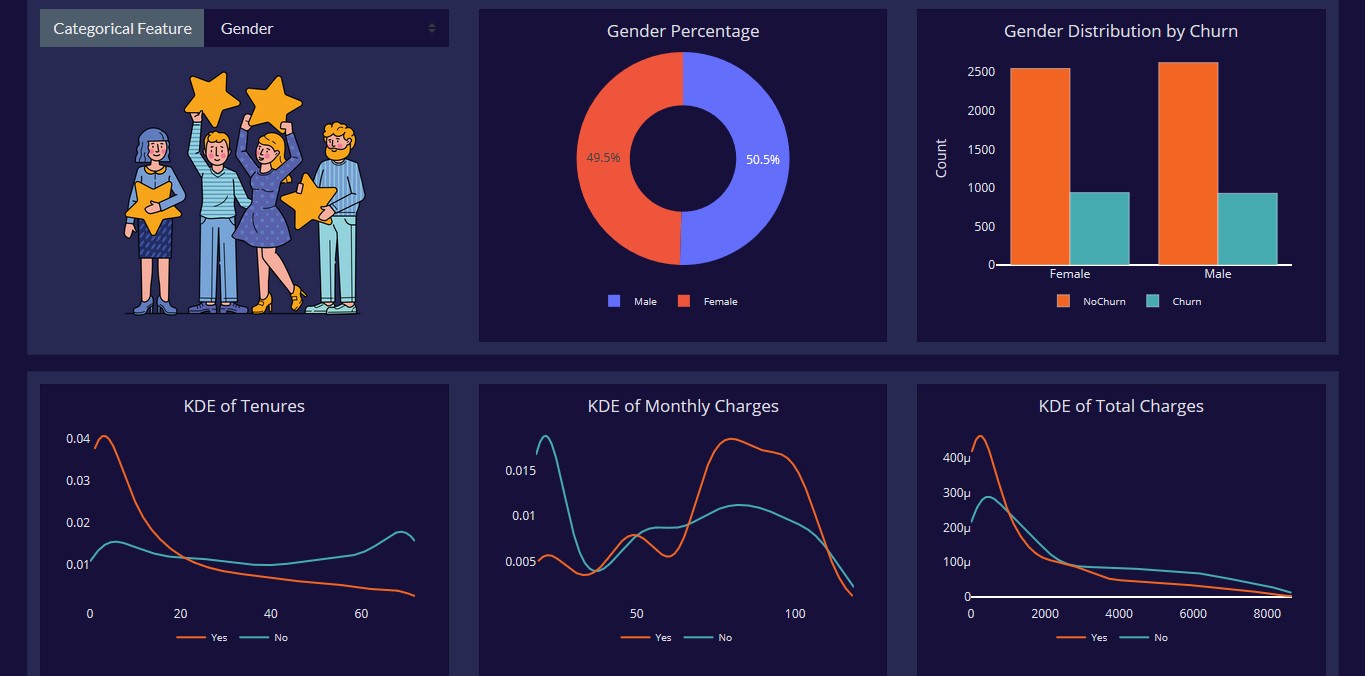 Categorical Feature Gender
Gender Percentage
49.5%
50.5%
Male Female
Gender Distribution by Churn
2500
2000
1500
1000
500
0
Count
Female Male
NoChurn Churn
KDE of Tenures
0.04
0.03
0.02
0.01
0 20 40 60
Yes No
KDE of Monthly Charges
0.015
0.01
0.005
50 100
Yes No
KDE of Total Charges
400μ
300μ
200μ
100μ
0
0 2000 4000 6000 8000
Yes No